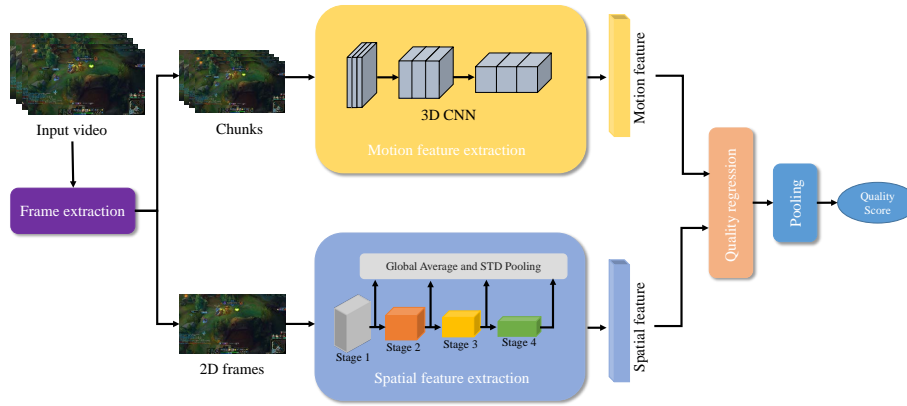 Input video
Frame extraction
Chunks
3D CNN
Motion feature extraction
Motion feature
2D frames
Global Average and STD Pooling
Stage 1
Stage 2
Stage 3
Stage 4
Spatial feature extraction
Spatial feature
Quality regression
Pooling
Quality
Score